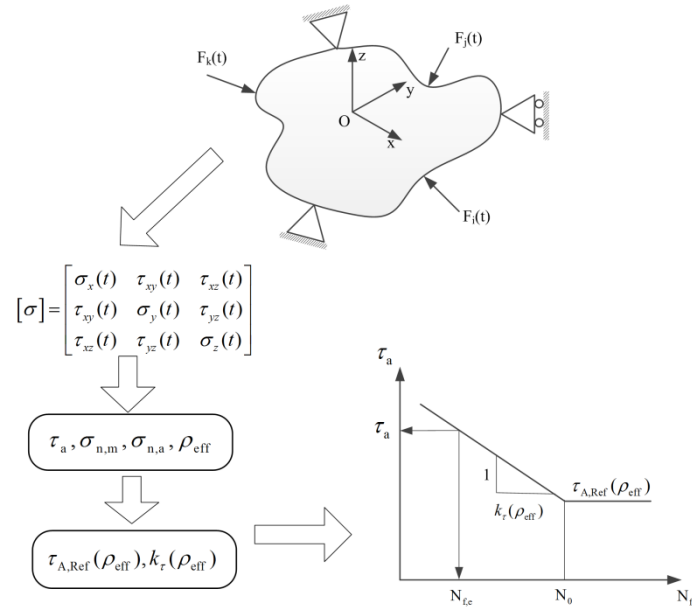 F_k(t)
z
F_j(t)
y
O
x
F_i(t)
[σ] = [σ_x(t) τ_xy(t) τ_xz(t)
τ_xy(t) σ_y(t) τ_yz(t)
τ_xz(t) τ_yz(t) σ_z(t)]
τ_a, σ_n,m, σ_n,a, ρ_eff
τ_A,Ref(ρ_eff), k_τ(ρ_eff)
τ_a
τ_a
1
k_τ(ρ_eff)
τ_A,Ref(ρ_eff)
N_f,e
N_0
N_f